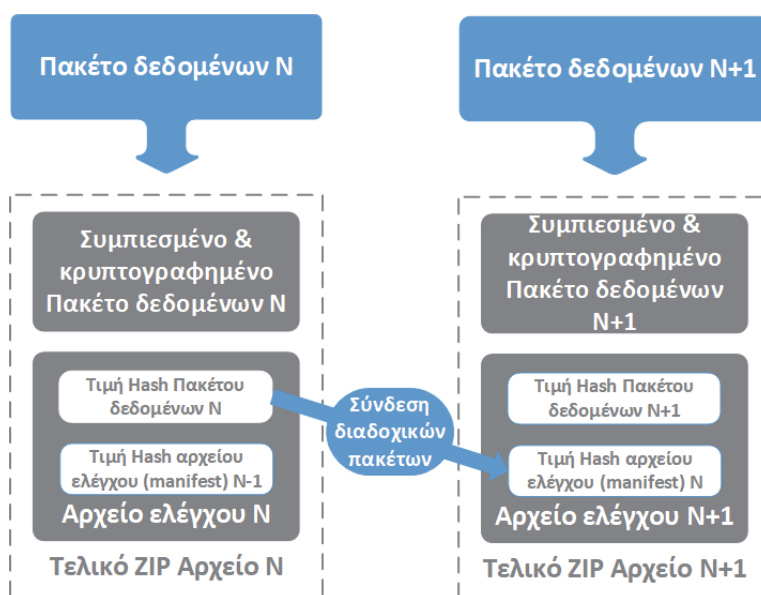 Πακέτο δεδομένων N
Συμπιεσμένο &
κρυπτογραφημένο
Πακέτο δεδομένων N
Τιμή Hash Πακέτου
δεδομένων N
Τιμή Hash αρχείου
ελέγχου (manifest) N-1
Αρχείο ελέγχου N
Τελικό ZIP Αρχείο N
Σύνδεση
διαδοχικών
πακέτων
Πακέτο δεδομένων N+1
Συμπιεσμένο &
κρυπτογραφημένο
Πακέτο δεδομένων
N+1
Τιμή Hash Πακέτου
δεδομένων N+1
Τιμή Hash αρχείου
ελέγχου (manifest) N
Αρχείο ελέγχου N+1
Τελικό ZIP Αρχείο N+1